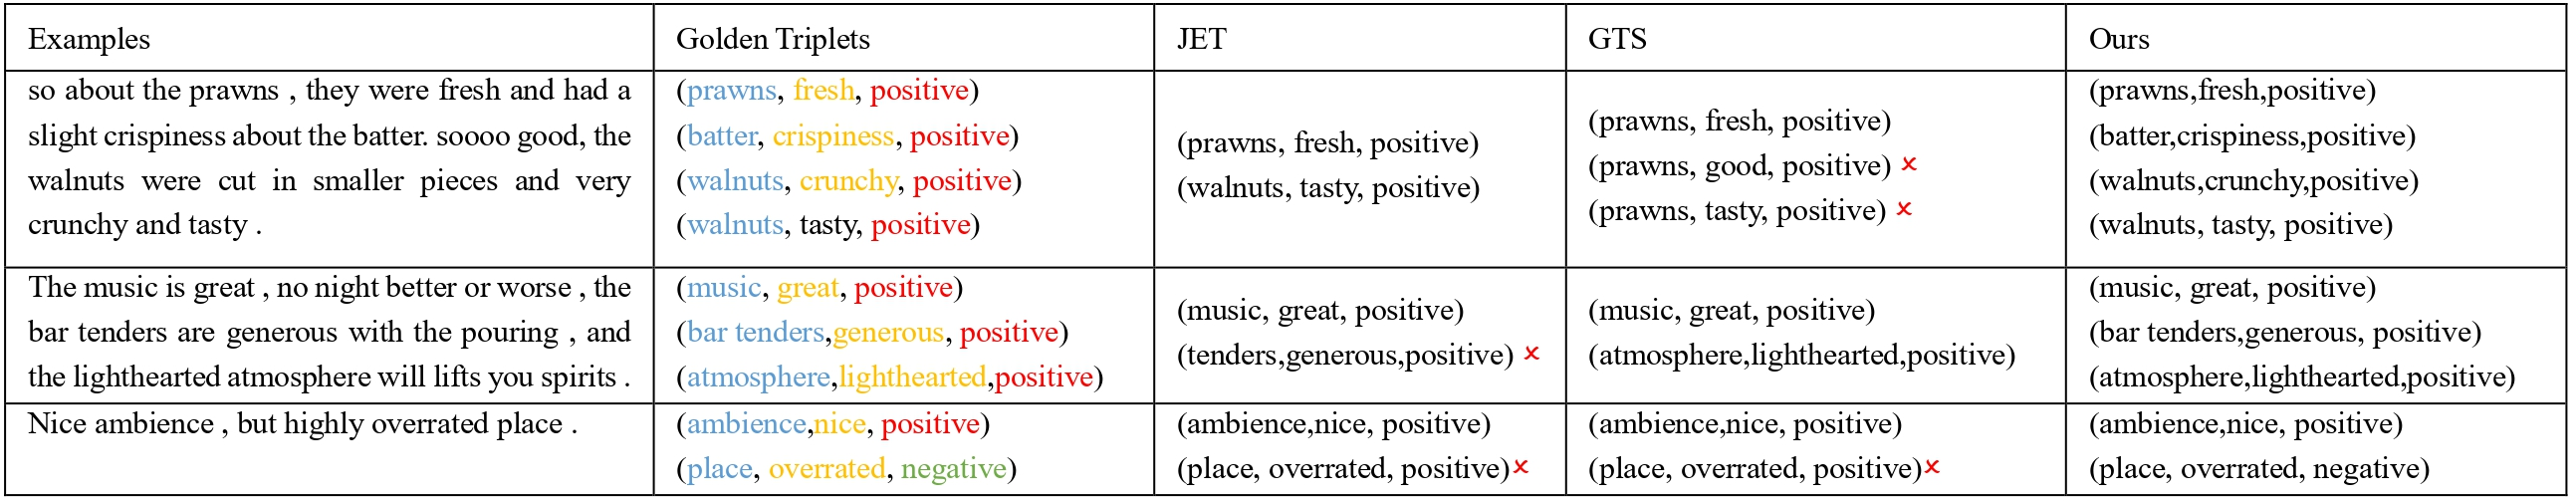 Examples
Golden Triplets
JET
GTS
Ours
so about the prawns , they were fresh and had a
slight crispiness about the batter. soooo good, the
walnuts were cut in smaller pieces and very
crunchy and tasty .
(prawns, fresh, positive)
(batter, crispiness, positive)
(walnuts, crunchy, positive)
(walnuts, tasty, positive)
(prawns, fresh, positive)
(walnuts, tasty, positive)
(prawns, fresh, positive)
(prawns, good, positive) ×
(prawns, tasty, positive) ×
(prawns,fresh,positive)
(batter,crispiness,positive)
(walnuts,crunchy,positive)
(walnuts, tasty, positive)
The music is great , no night better or worse , the
bar tenders are generous with the pouring , and
the lighthearted atmosphere will lifts you spirits .
(music, great, positive)
(bar tenders,generous, positive)
(atmosphere,lighthearted,positive)
(music, great, positive)
(tenders,generous,positive) ×
(music, great, positive)
(atmosphere,lighthearted,positive)
(music, great, positive)
(bar tenders,generous, positive)
(atmosphere,lighthearted,positive)
Nice ambience , but highly overrated place .
(ambience,nice, positive)
(place, overrated, negative)
(ambience,nice, positive)
(place, overrated, positive)×
(ambience,nice, positive)
(place, overrated, positive)×
(ambience,nice, positive)
(place, overrated, negative)